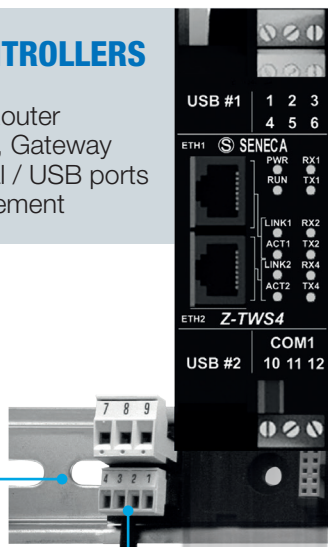 NTROLLERS
outer
, Gateway
l / USB ports
ement
USB #1 1 2 3
4 5 6
ETH1 S SENECA
PWR RX1
RUN TX1
LINK1 RX2
ACT1 TX2
LINK2 RX4
ACT2 TX4
ETH2 Z-TWS4
COM1
USB #2 10 11 12
7 8 9
4 3 2 1